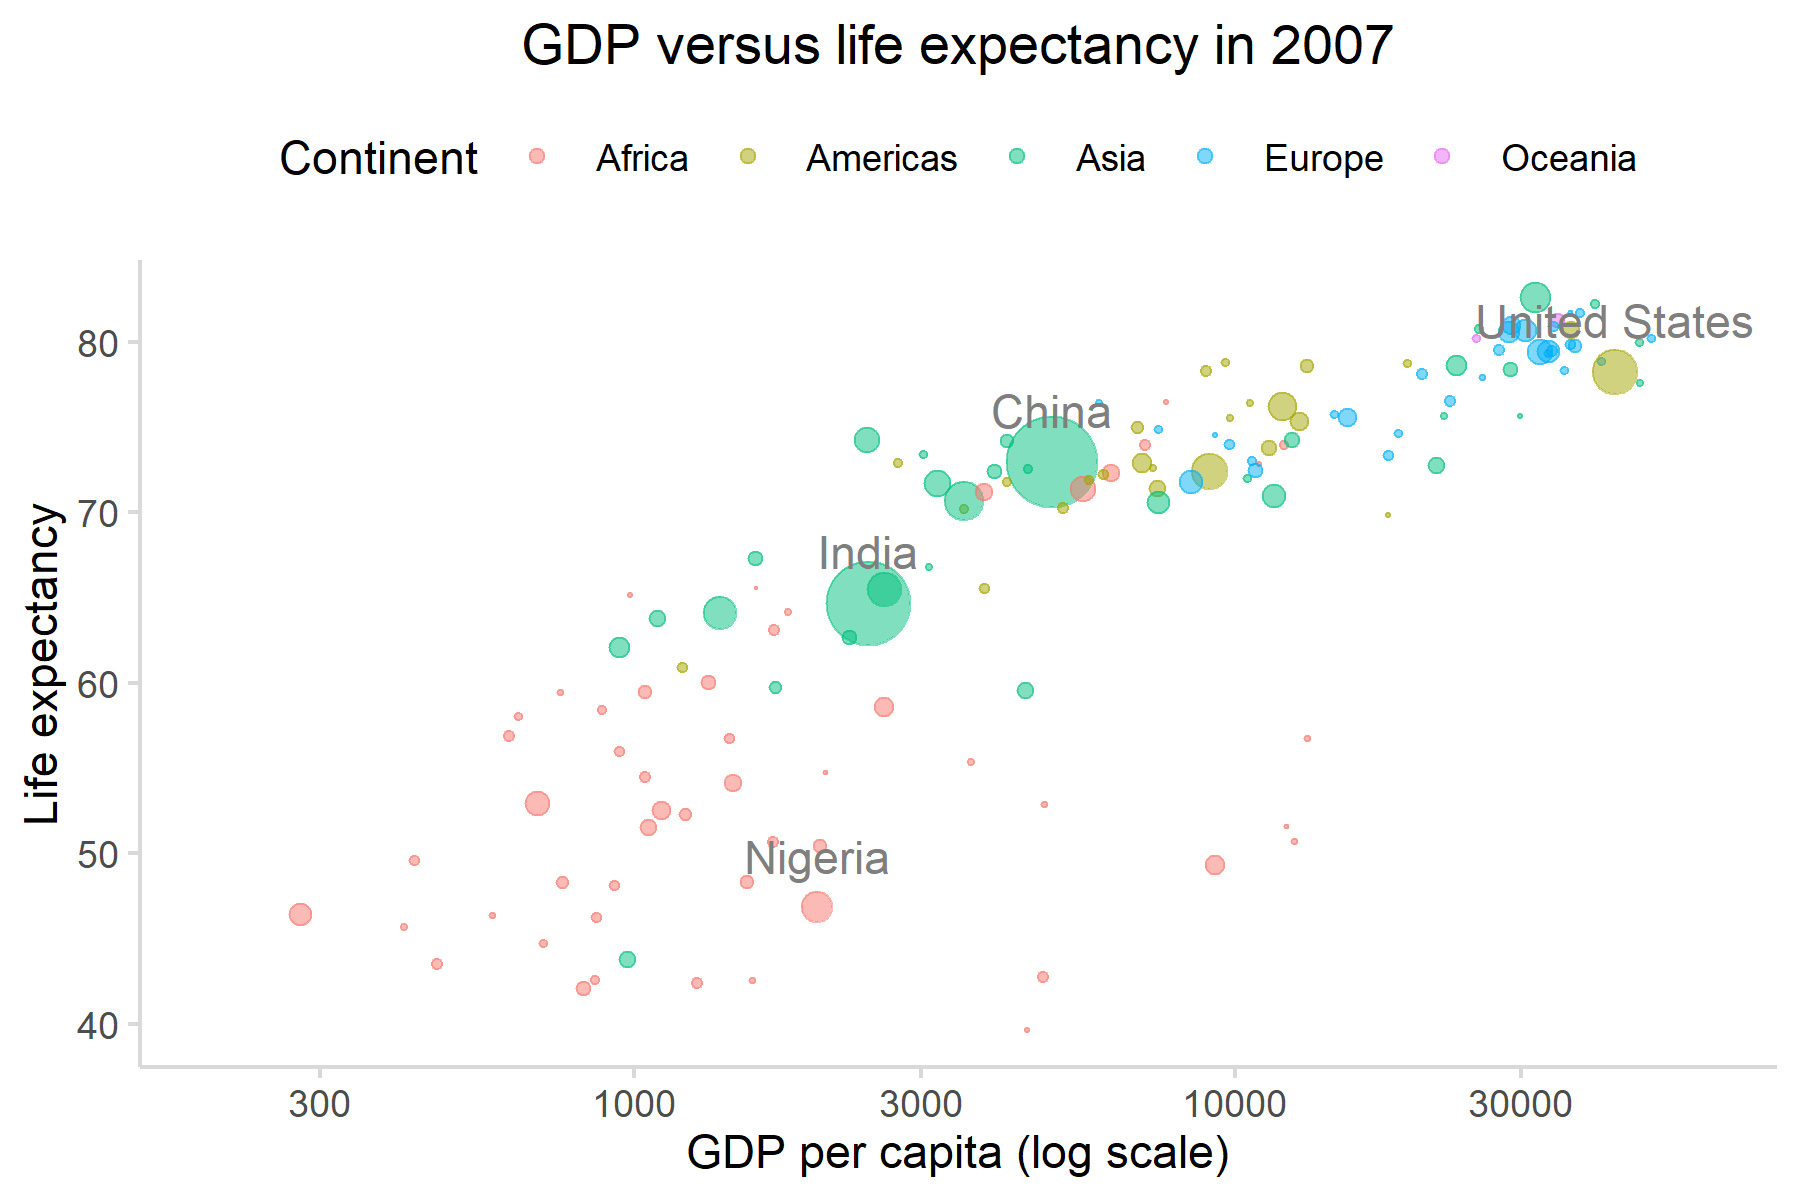 GDP versus life expectancy in 2007
Continent Africa Americas Asia Europe Oceania
80
70
60
50
40
Life expectancy
United States
China
India
Nigeria
300 1000 3000 10000 30000
GDP per capita (log scale)